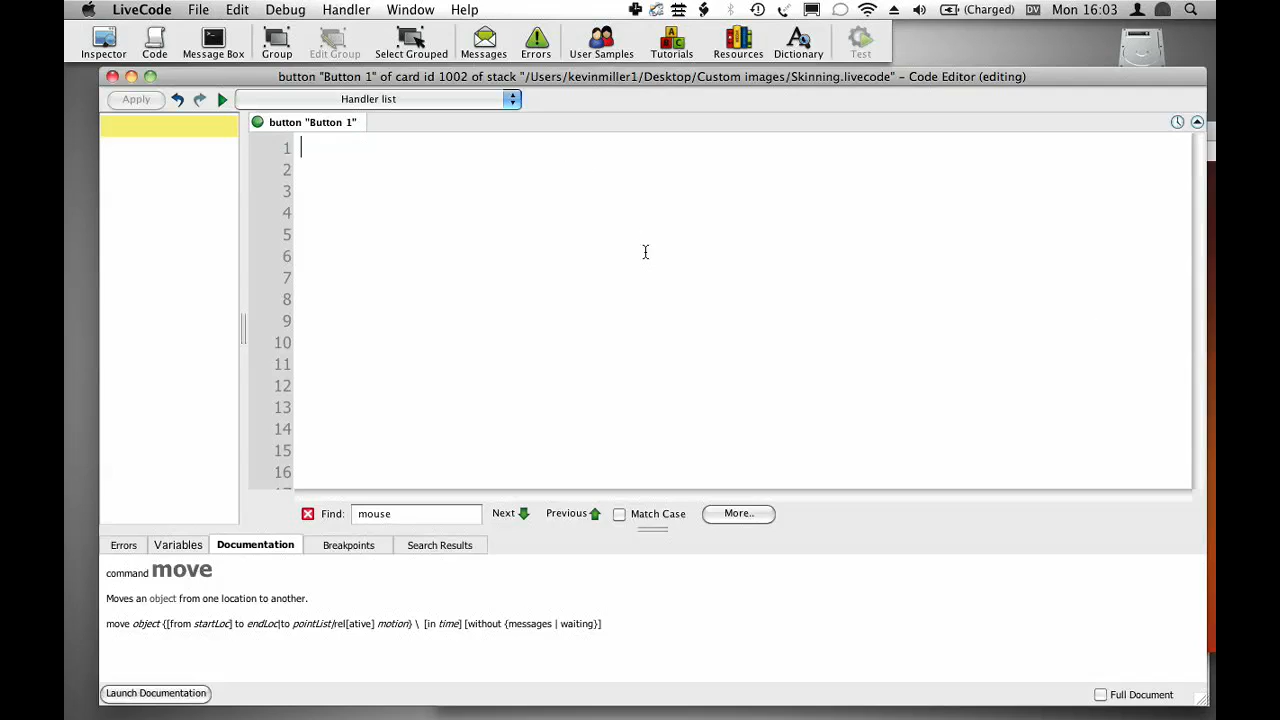 LiveCode File Edit Debug Handler Window Help (Charged) DV Mon 16:03
Inspector Code Message Box Group Edit Group Select Grouped Messages Errors User Samples Tutorials Resources Dictionary Test
button "Button 1" of card id 1002 of stack "/Users/kevinmiller1/Desktop/Custom images/Skinning.livecode" – Code Editor (editing)
Apply Handler list
button "Button 1"
1
2
3
4
5
6
7
8
9
10
11
12
13
14
15
16
Find: mouse Next Previous Match Case More..
Errors Variables Documentation Breakpoints Search Results
command move
Moves an object from one location to another.
move object {[from startLoc] to endLoc|to pointList|rel[ative] motion} \ [in time] [without {messages | waiting}]
Launch Documentation Full Document